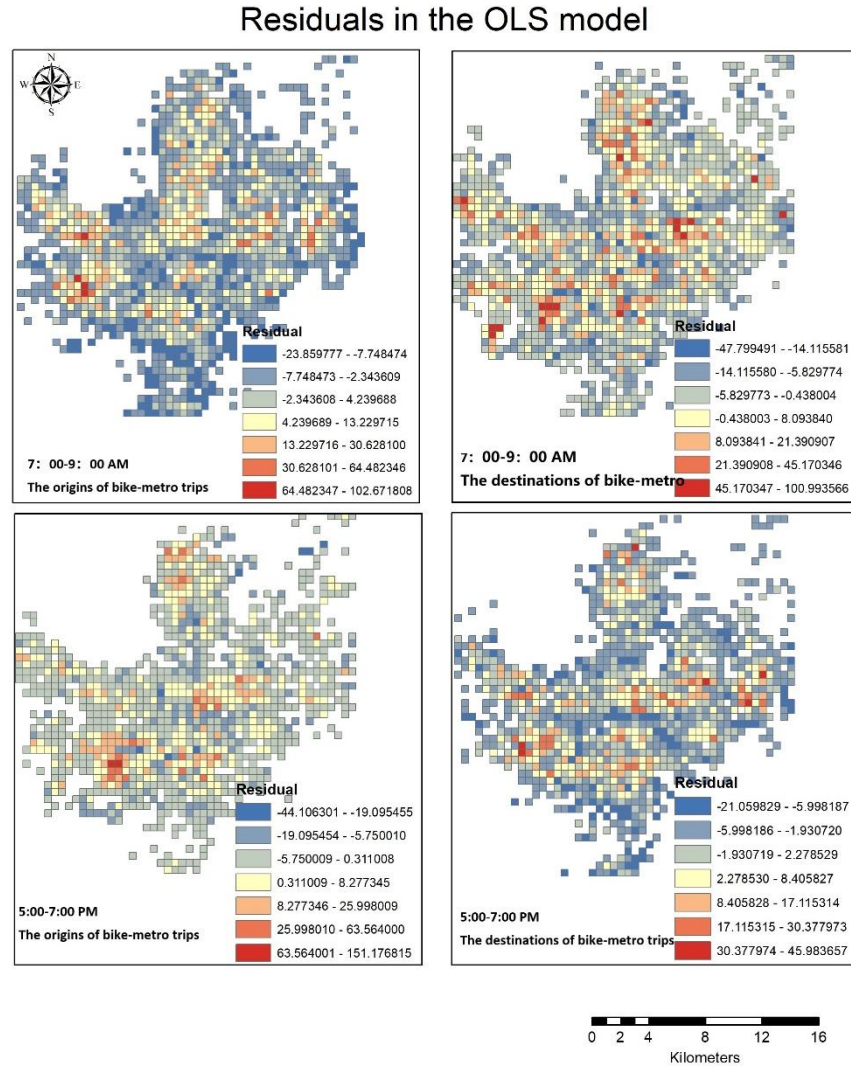 Residuals in the OLS model
N
W E
S
Residual
-23.859777 - -7.748474
-7.748473 - -2.343609
-2.343608 - 4.239688
4.239689 - 13.229715
13.229716 - 30.628100
30.628101 - 64.482346
64.482347 - 102.671808
7：00-9：00 AM
The origins of bike-metro trips
Residual
-47.799491 - -14.115581
-14.115580 - -5.829774
-5.829773 - -0.438004
-0.438003 - 8.093840
8.093841 - 21.390907
21.390908 - 45.170346
45.170347 - 100.993566
7：00-9：00 AM
The destinations of bike-metro
Residual
-44.106301 - -19.095455
-19.095454 - -5.750010
-5.750009 - 0.311008
0.311009 - 8.277345
8.277346 - 25.998009
25.998010 - 63.564000
63.564001 - 151.176815
5:00-7:00 PM
The origins of bike-metro trips
Residual
-21.059829 - -5.998187
-5.998186 - -1.930720
-1.930719 - 2.278529
2.278530 - 8.405827
8.405828 - 17.115314
17.115315 - 30.377973
30.377974 - 45.983657
5:00-7:00 PM
The destinations of bike-metro trips
0 1 2 4 8 12 16
Kilometers